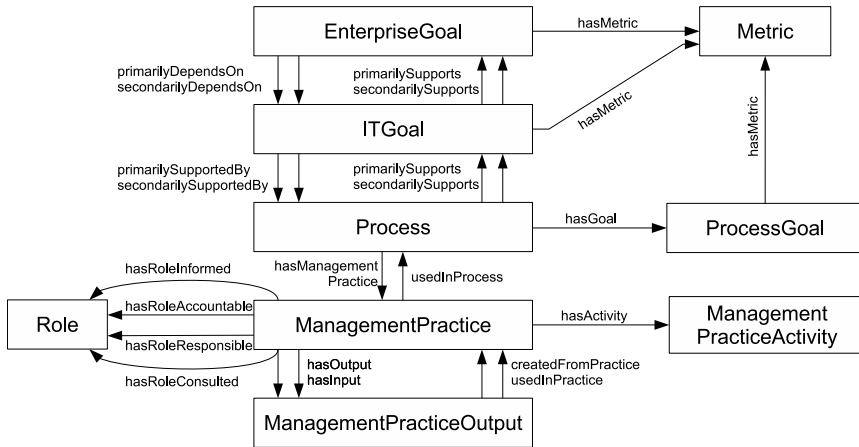 EnterpriseGoal
hasMetric
Metric
primarilyDependsOn
secondarilyDependsOn
primarilySupports
secondarilySupports
hasMetric
hasMetric
ITGoal
primarilySupportedBy
secondarilySupportedBy
primarilySupports
secondarilySupports
Process
hasGoal
ProcessGoal
hasManagement
Practice
usedInProcess
hasRoleInformed
hasRoleAccountable
Role
hasRoleResponsible
hasRoleConsulted
ManagementPractice
hasActivity
Management
PracticeActivity
hasOutput
hasInput
createdFromPractice
usedInPractice
ManagementPracticeOutput